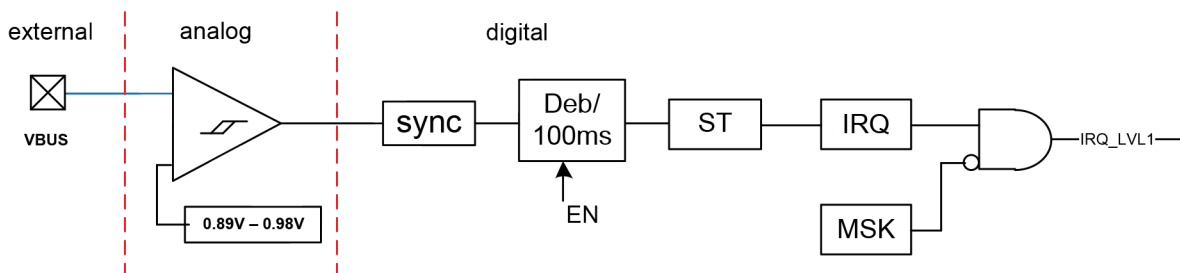 external
analog
digital
VBUS
0.89V – 0.98V
sync
Deb/
100ms
EN
ST
IRQ
MSK
IRQ_LVL1